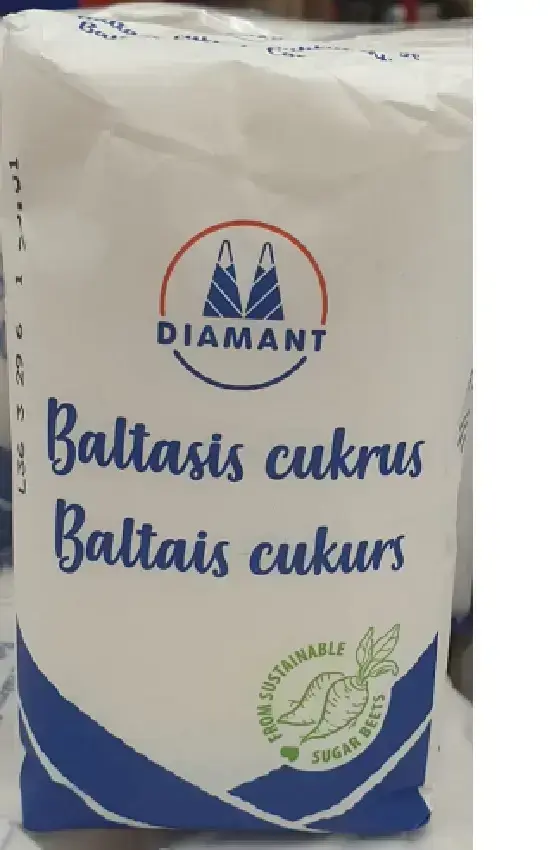 DIAMANT
Baltasis cukrus
Baltais cukurs
FROM SUSTAINABLE
SUGAR BEETS